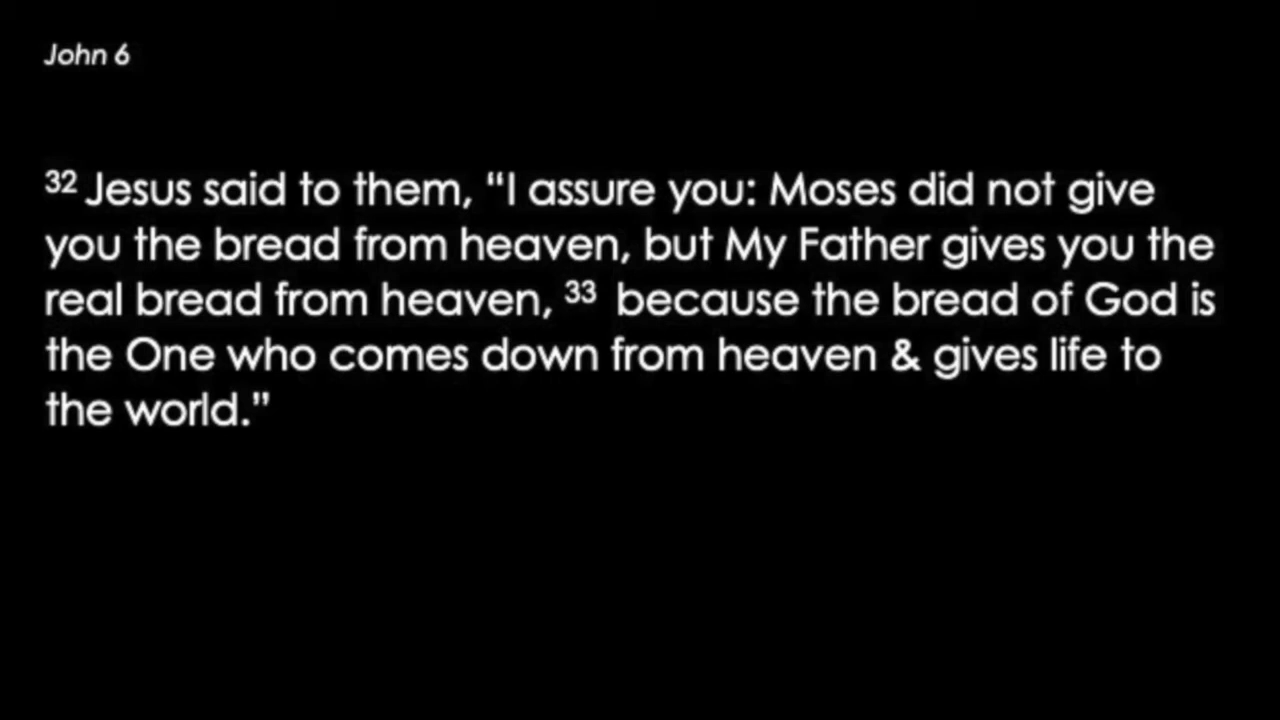 John 6
³² Jesus said to them, “I assure you: Moses did not give
you the bread from heaven, but My Father gives you the
real bread from heaven, ³³ because the bread of God is
the One who comes down from heaven & gives life to
the world.”